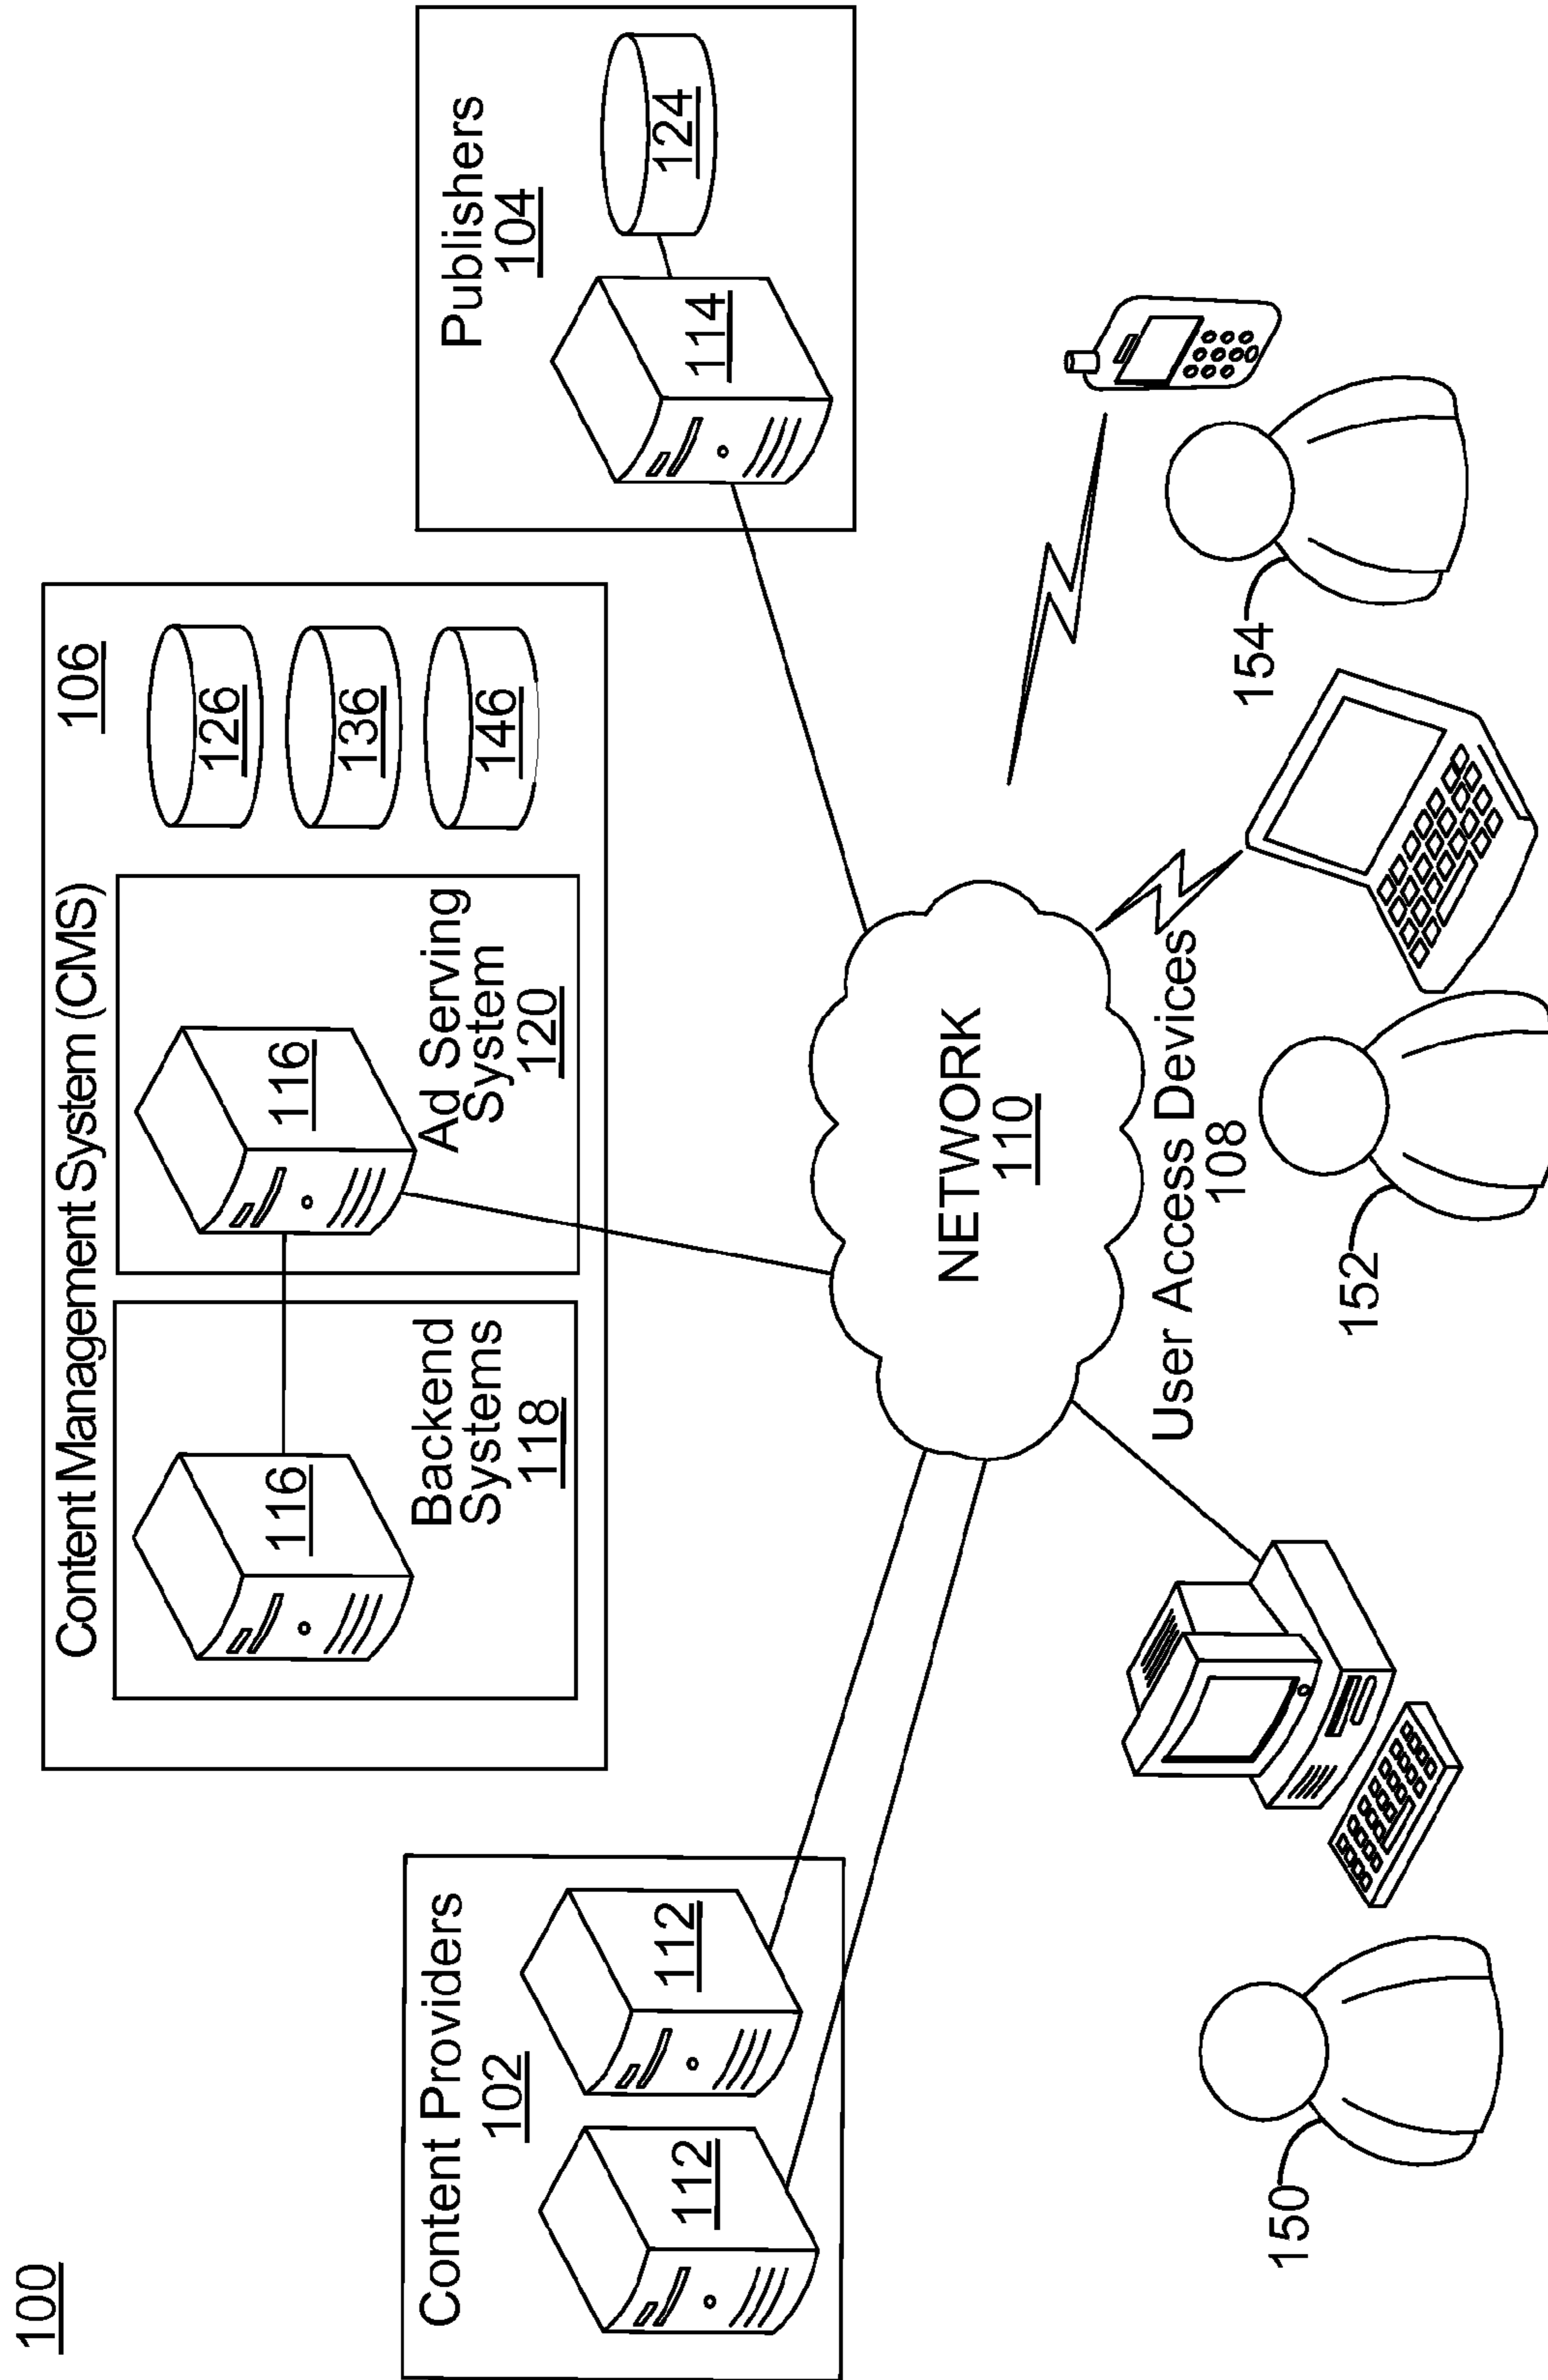 100
Content Management System (CMS)
106
116
Backend
Systems
118
116
Ad Serving
System
120
126
136
146
Content Providers
102
112
112
Publishers
104
114
124
NETWORK
110
User Access Devices
108
150
152
154